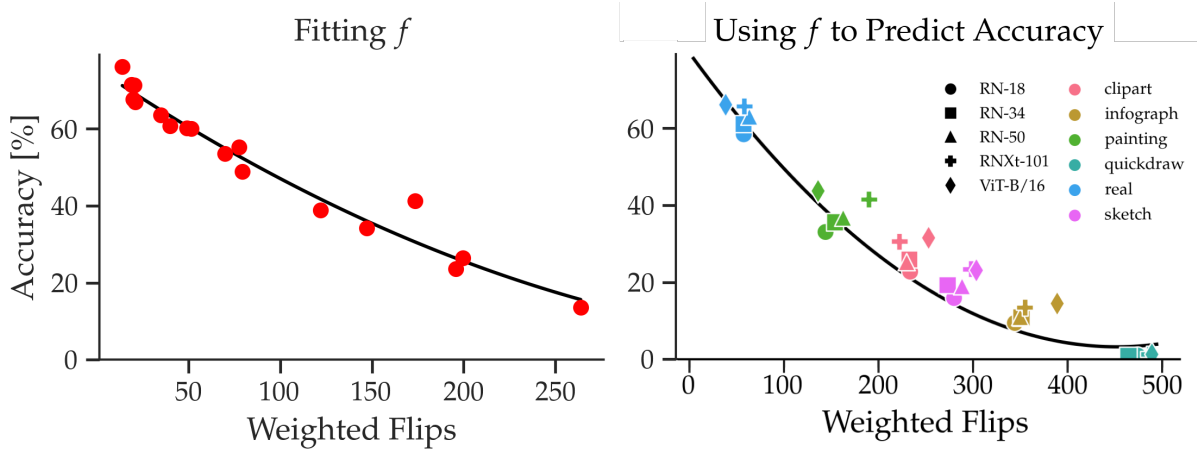 Fitting f
Accuracy [%]
60
40
20
0
50
100
150
200
250
Weighted Flips
Using f to Predict Accuracy
RN-18
RN-34
RN-50
RNXt-101
ViT-B/16
clipart
infograph
painting
quickdraw
real
sketch
60
40
20
0
0
100
200
300
400
500
Weighted Flips